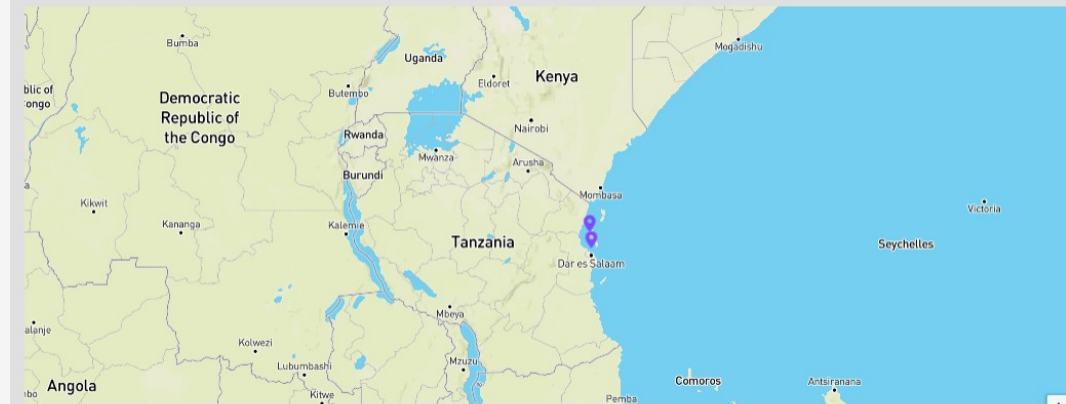 Bumba
Mogadishu
Uganda
Eldoret
Kenya
blic of
ongo
Butembo
Democratic
Republic of
the Congo
Nairobi
Rwanda
Mwanza
Arusha
Burundi
Mombasa
Kikwit
Victoria
Kananga
Kalemie
Tanzania
Seychelles
Dar es Salaam
Mbeya
alanje
Kolwezi
Mzuzu
Lubumbashi
Comoros
Antsiranana
Angola
Kitwe
Pemba